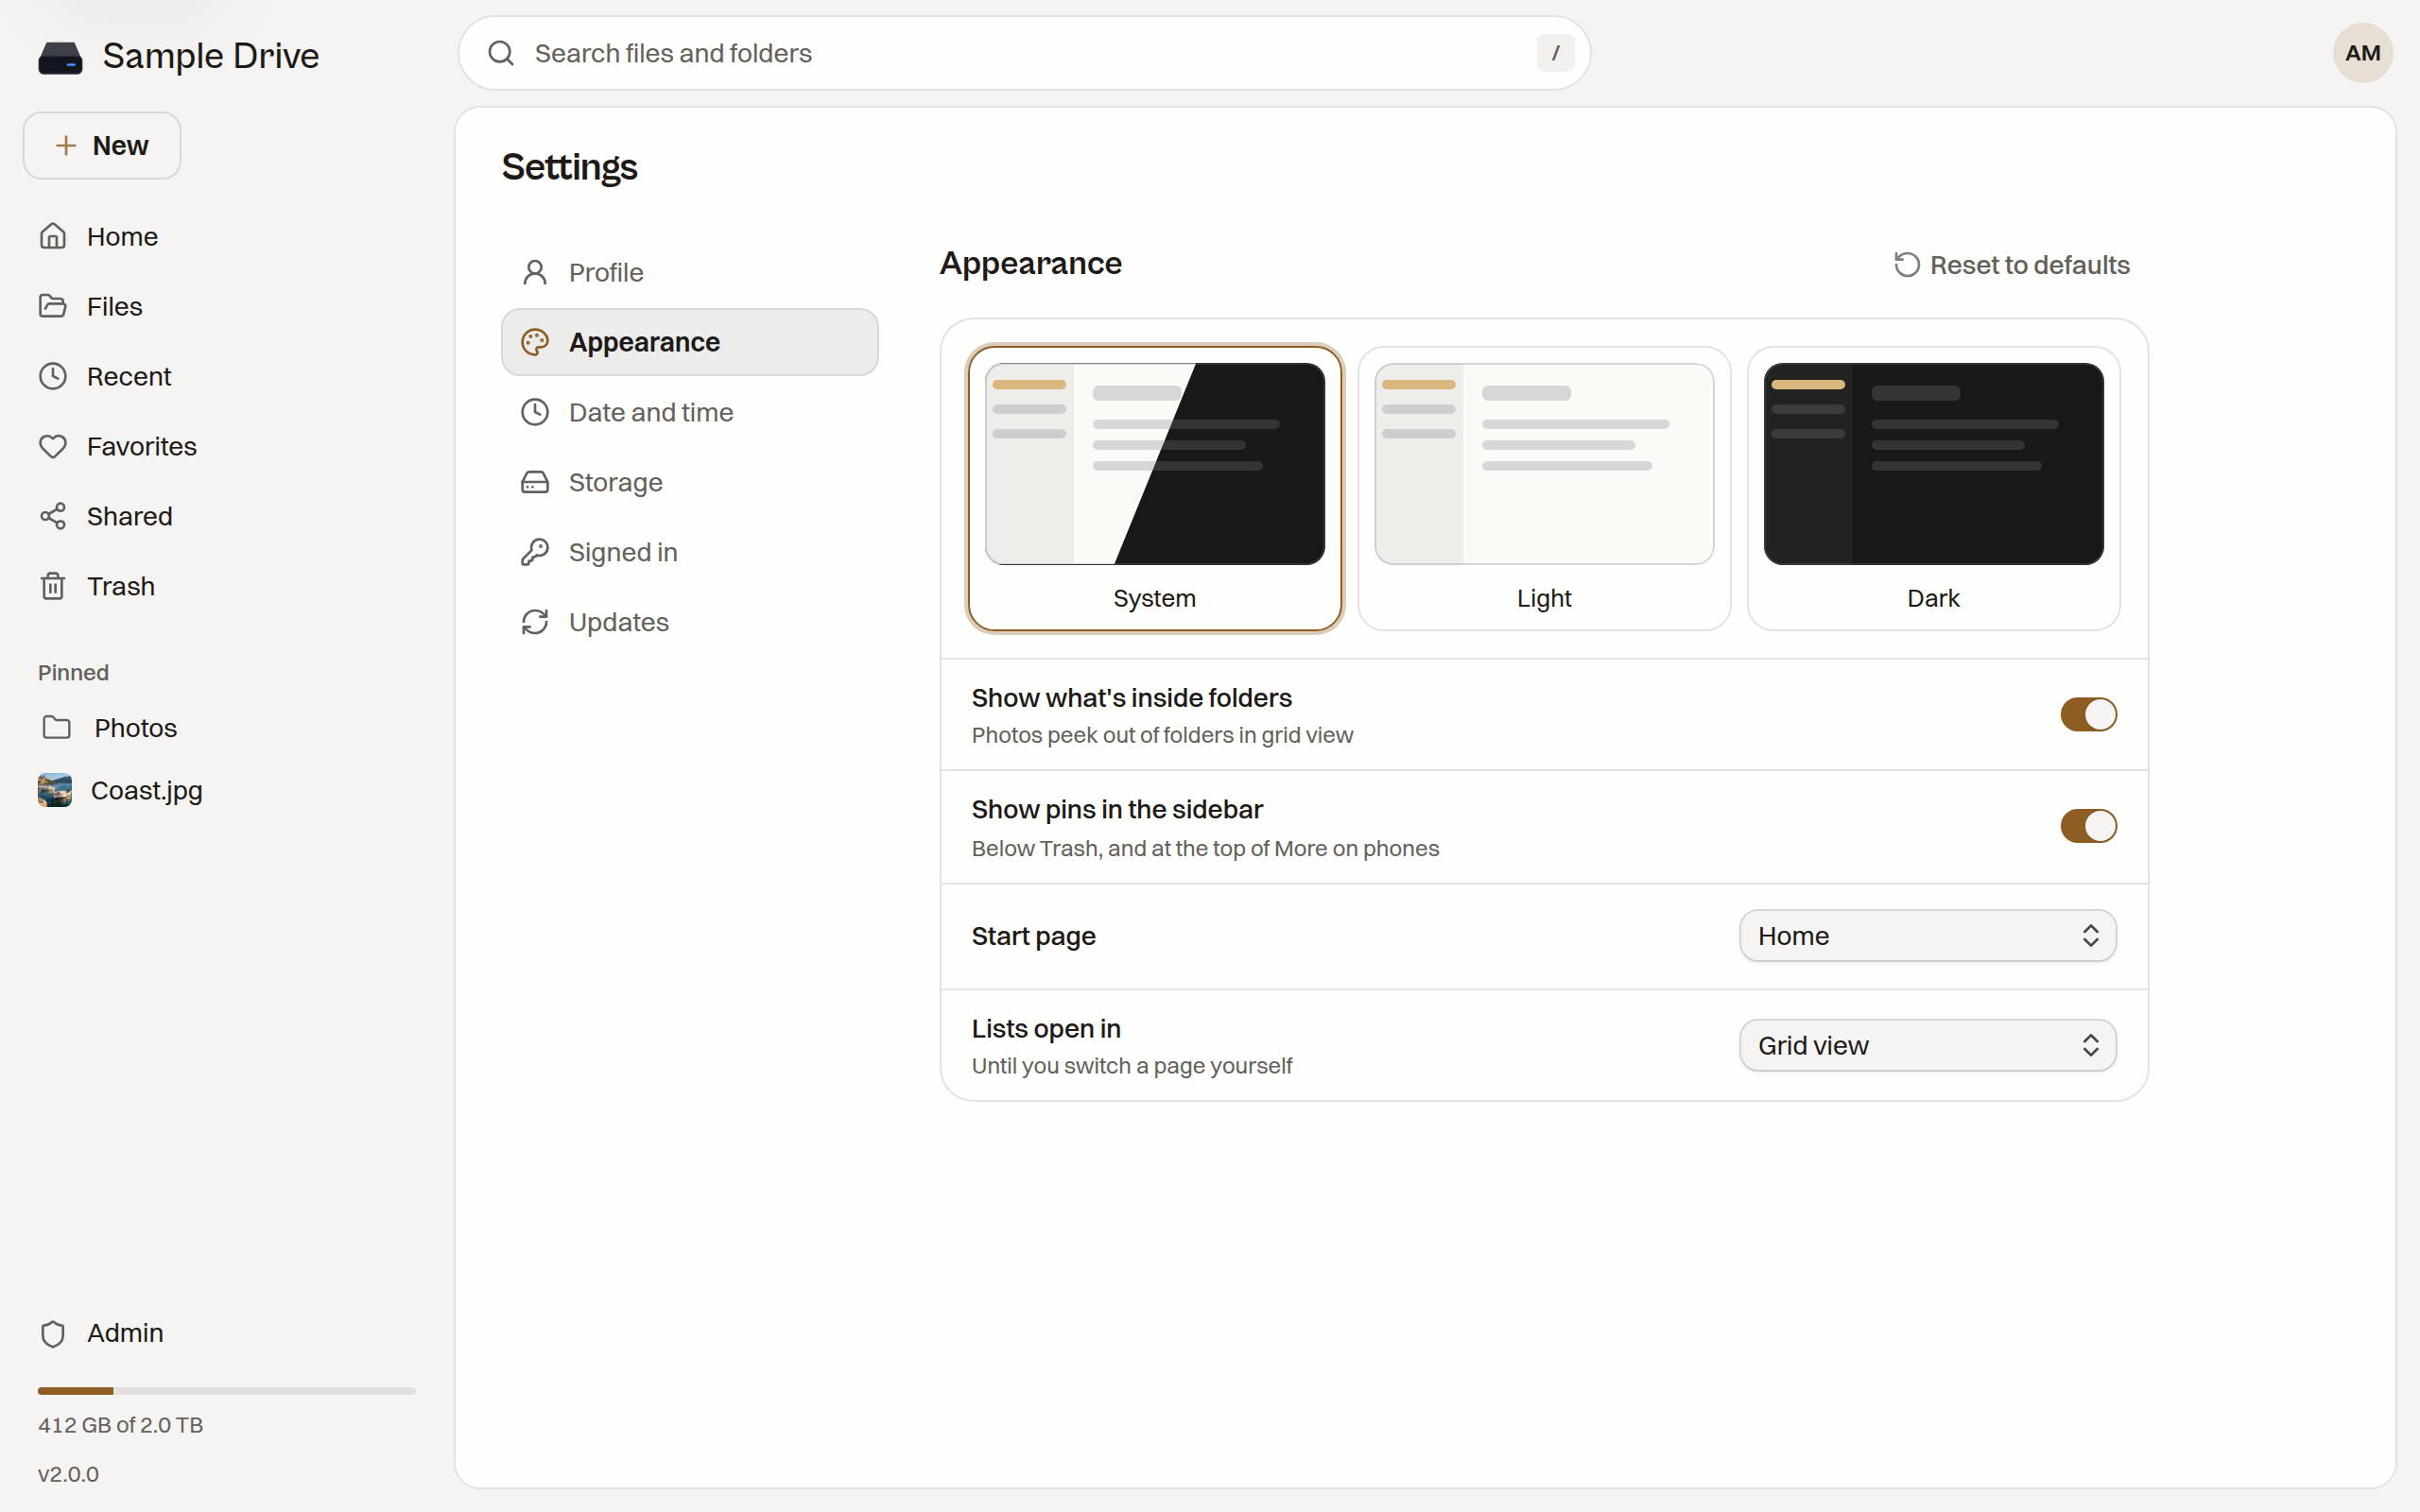 Sample Drive
Search files and folders
/
AM
New
Home
Files
Recent
Favorites
Shared
Trash
Pinned
Photos
Coast.jpg
Admin
412 GB of 2.0 TB
v2.0.0
Settings
Profile
Appearance
Date and time
Storage
Signed in
Updates
Appearance
Reset to defaults
System
Light
Dark
Show what's inside folders
Photos peek out of folders in grid view
Show pins in the sidebar
Below Trash, and at the top of More on phones
Start page
Home
Lists open in
Until you switch a page yourself
Grid view